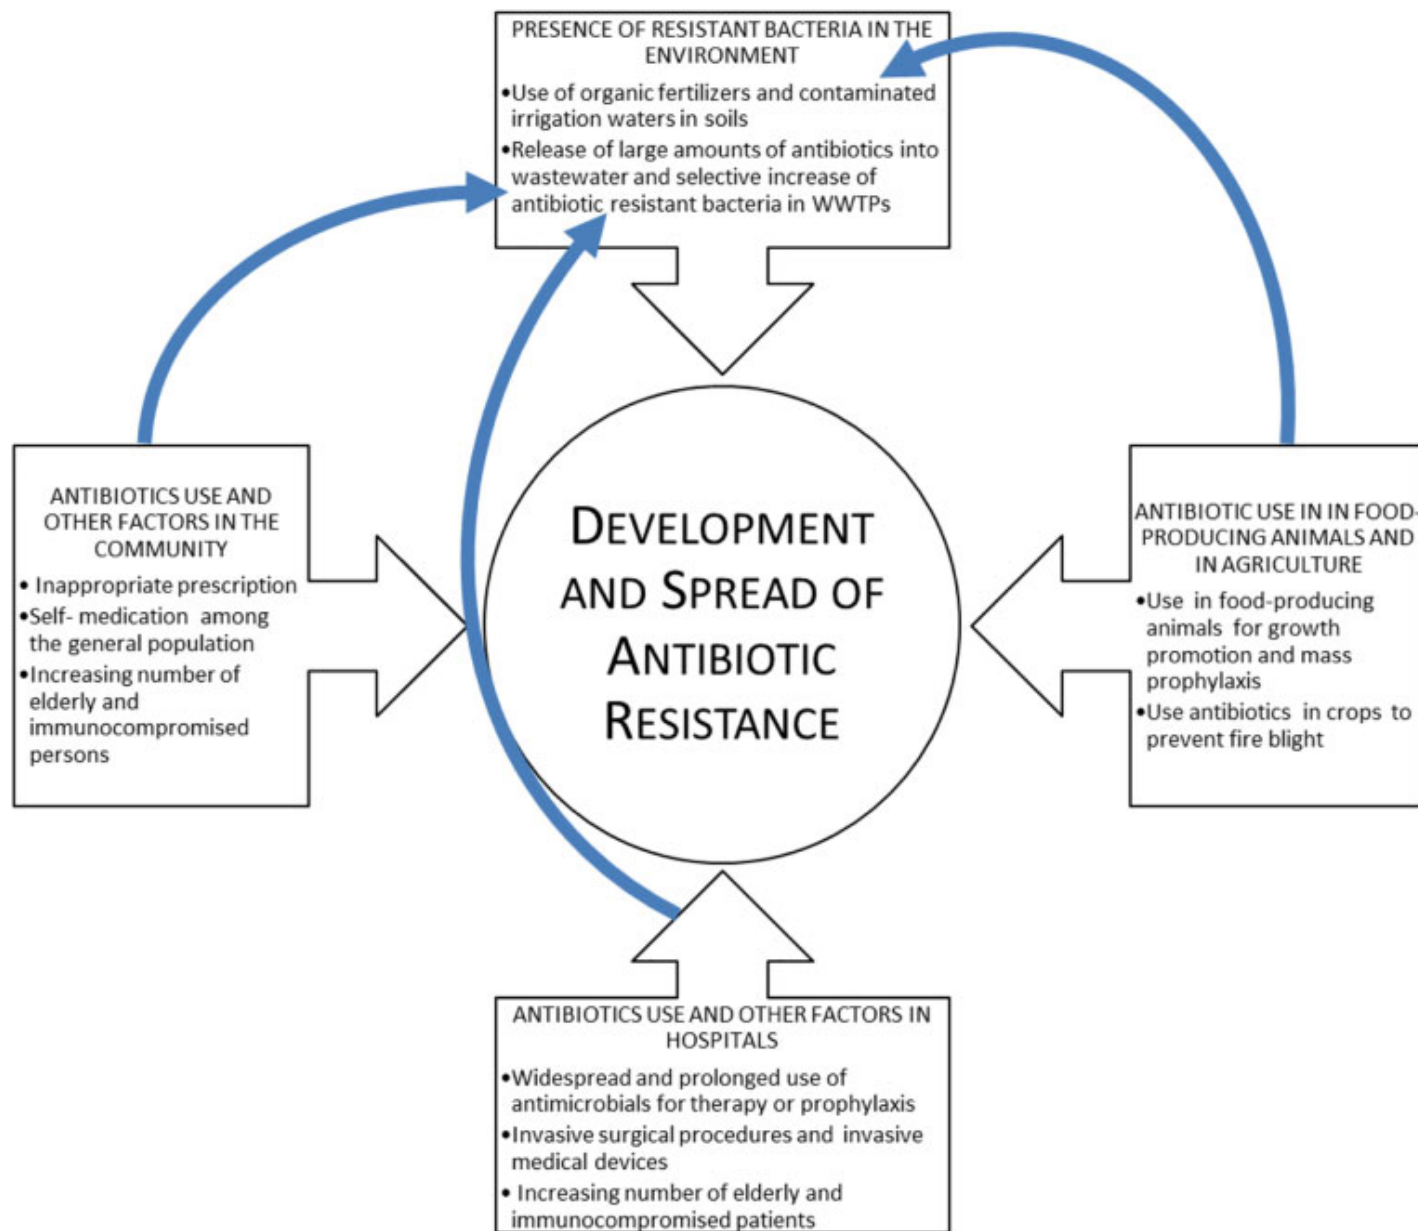 PRESENCE OF RESISTANT BACTERIA IN THE
ENVIRONMENT
•Use of organic fertilizers and contaminated
irrigation waters in soils
•Release of large amounts of antibiotics into
wastewater and selective increase of
antibiotic resistant bacteria in WWTPs
ANTIBIOTICS USE AND
OTHER FACTORS IN THE
COMMUNITY
• Inappropriate prescription
•Self- medication among
the general population
•Increasing number of
elderly and
immunocompromised
persons
DEVELOPMENT
AND SPREAD OF
ANTIBIOTIC
RESISTANCE
ANTIBIOTIC USE IN IN FOOD-
PRODUCING ANIMALS AND
IN AGRICULTURE
•Use in food-producing
animals for growth
promotion and mass
prophylaxis
•Use antibiotics in crops to
prevent fire blight
ANTIBIOTICS USE AND OTHER FACTORS IN
HOSPITALS
•Widespread and prolonged use of
antimicrobials for therapy or prophylaxis
•Invasive surgical procedures and invasive
medical devices
• Increasing number of elderly and
immunocompromised patients